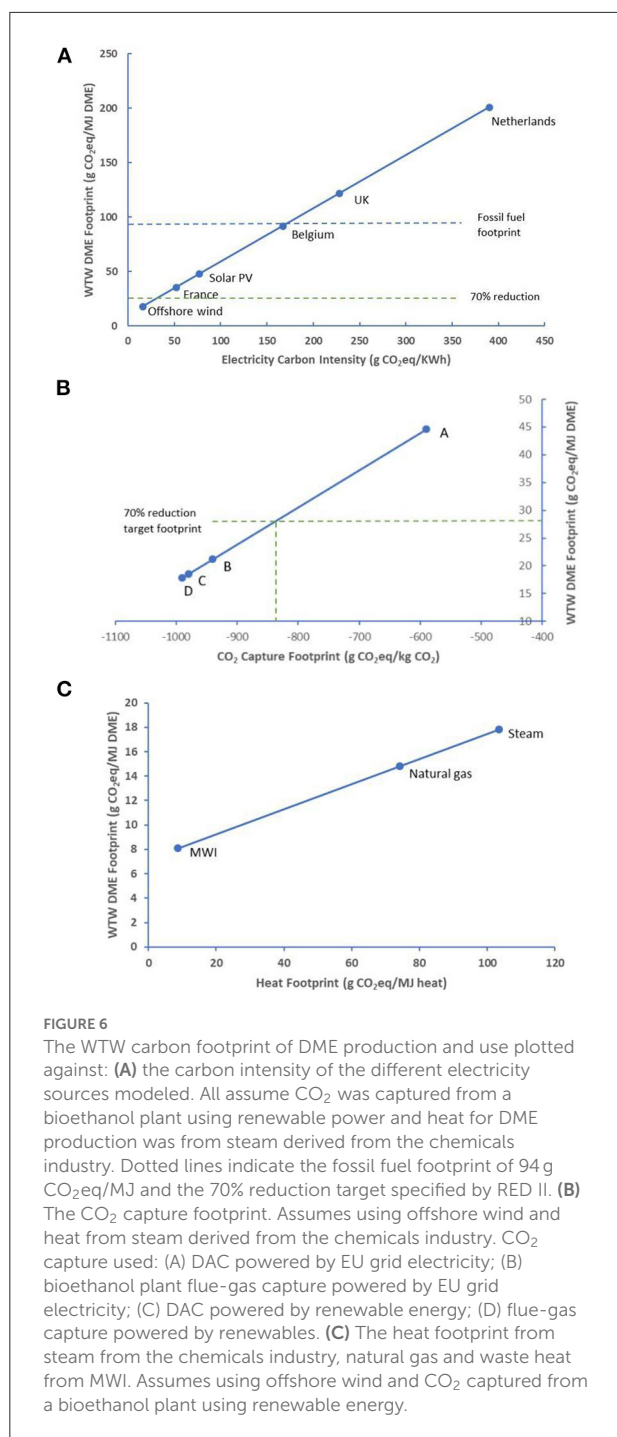 A
WTW DME Footprint (g CO₂eq/MJ DME)
250
200
150
100
50
0
Netherlands
UK
Fossil fuel
footprint
Belgium
Solar PV
France
70% reduction
Offshore wind
0 50 100 150 200 250 300 350 400 450
Electricity Carbon Intensity (g CO₂eq/KWh)
B
50
45
40
35
30
25
20
15
10
WTW DME Footprint (g CO₂eq/MJ DME)
A
70% reduction
target footprint
B
C
D
-1100 -1000 -900 -800 -700 -600 -500 -400
CO₂ Capture Footprint (g CO₂eq/kg CO₂)
C
WTW DME Footprint (g CO₂eq/MJ DME)
20
18
16
14
12
10
8
6
4
2
0
Steam
Natural gas
MWI
0 20 40 60 80 100 120
Heat Footprint (g CO₂eq/MJ heat)
FIGURE 6
The WTW carbon footprint of DME production and use plotted
against: (A) the carbon intensity of the different electricity
sources modeled. All assume CO₂ was captured from a
bioethanol plant using renewable power and heat for DME
production was from steam derived from the chemicals
industry. Dotted lines indicate the fossil fuel footprint of 94 g
CO₂eq/MJ and the 70% reduction target specified by RED II. (B)
The CO₂ capture footprint. Assumes using offshore wind and
heat from steam derived from the chemicals industry. CO₂
capture used: (A) DAC powered by EU grid electricity; (B)
bioethanol plant flue-gas capture powered by EU grid
electricity; (C) DAC powered by renewable energy; (D) flue-gas
capture powered by renewables. (C) The heat footprint from
steam from the chemicals industry, natural gas and waste heat
from MWI. Assumes using offshore wind and CO₂ captured from
a bioethanol plant using renewable energy.